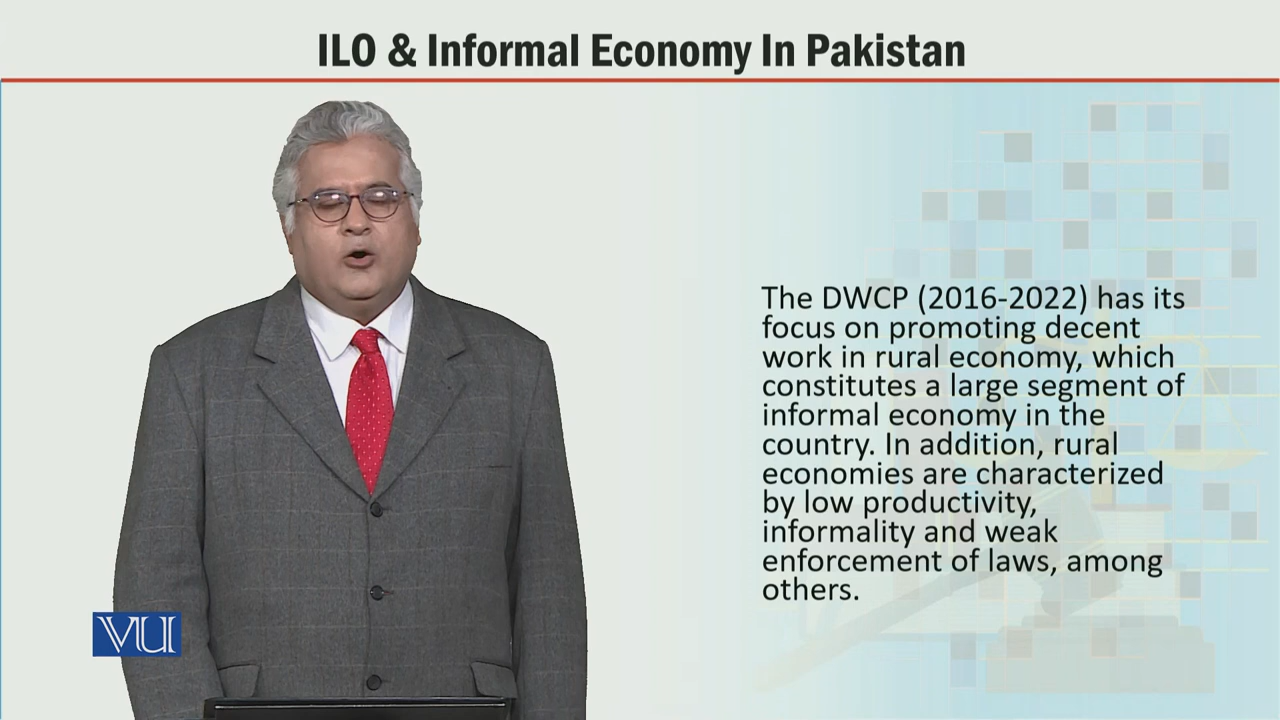 ILO & Informal Economy In Pakistan
The DWCP (2016-2022) has its
focus on promoting decent
work in rural economy, which
constitutes a large segment of
informal economy in the
country. In addition, rural
economies are characterized
by low productivity,
informality and weak
enforcement of laws, among
others.
VU